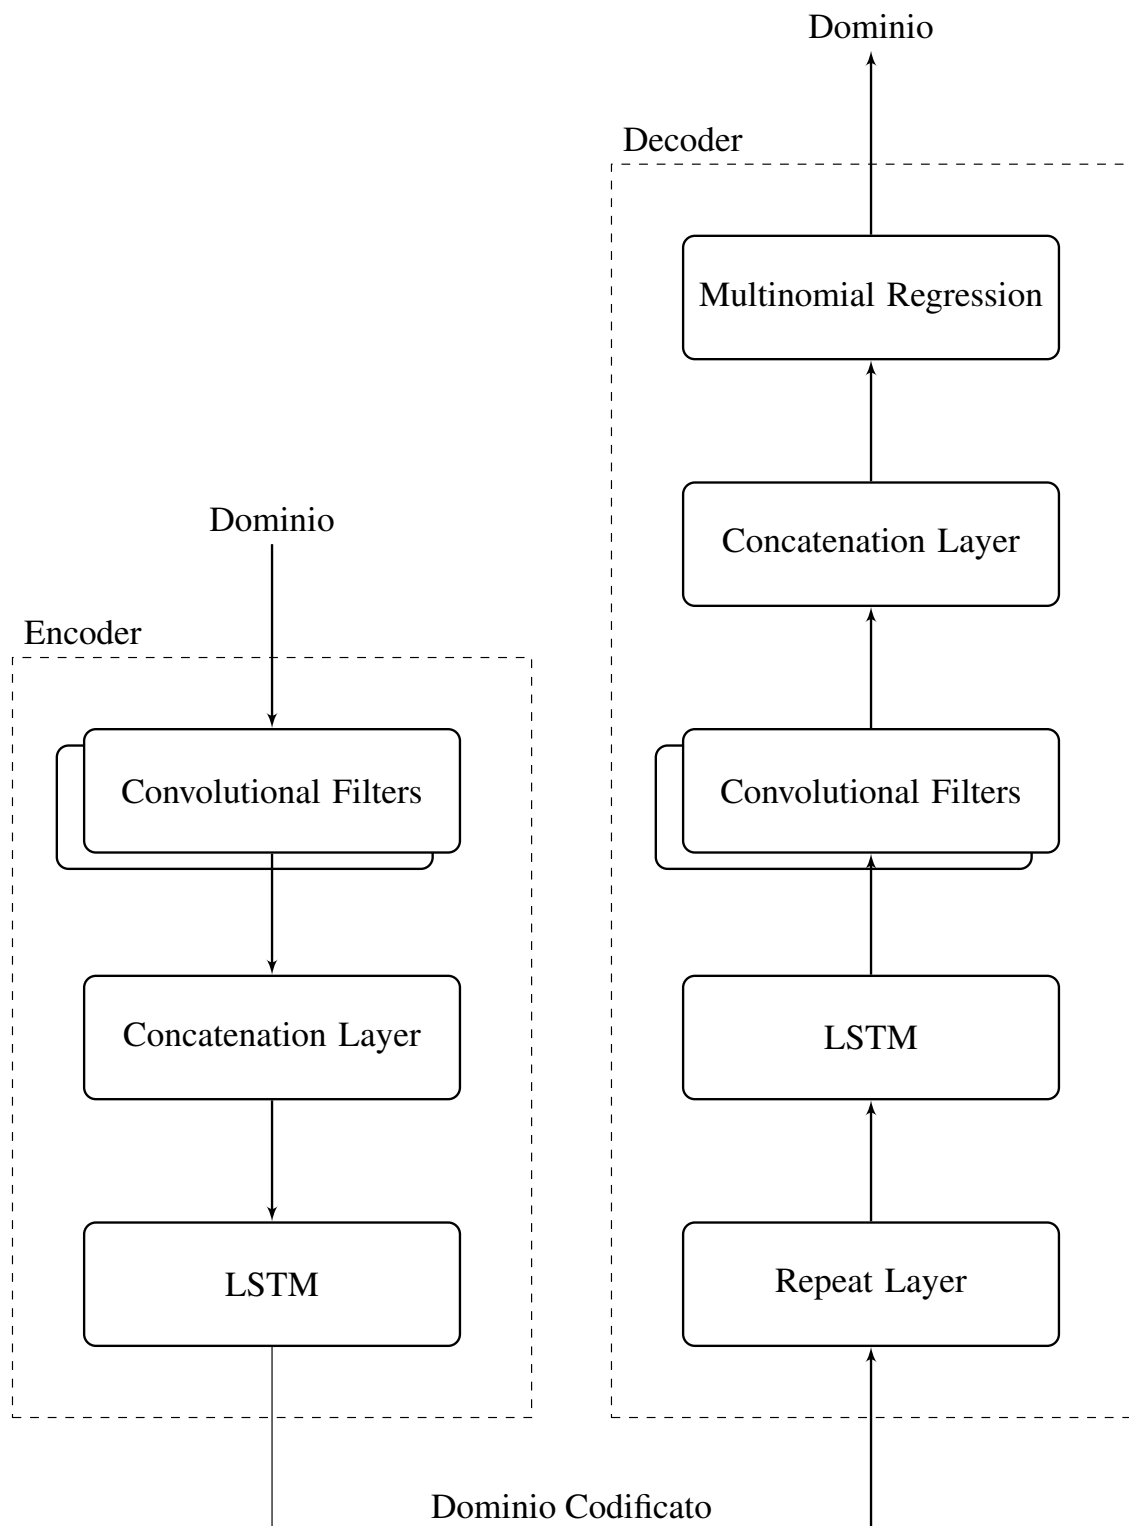 Dominio
Decoder
Multinomial Regression
Concatenation Layer
Dominio
Encoder
Convolutional Filters
Convolutional Filters
Concatenation Layer
LSTM
LSTM
Repeat Layer
Dominio Codificato